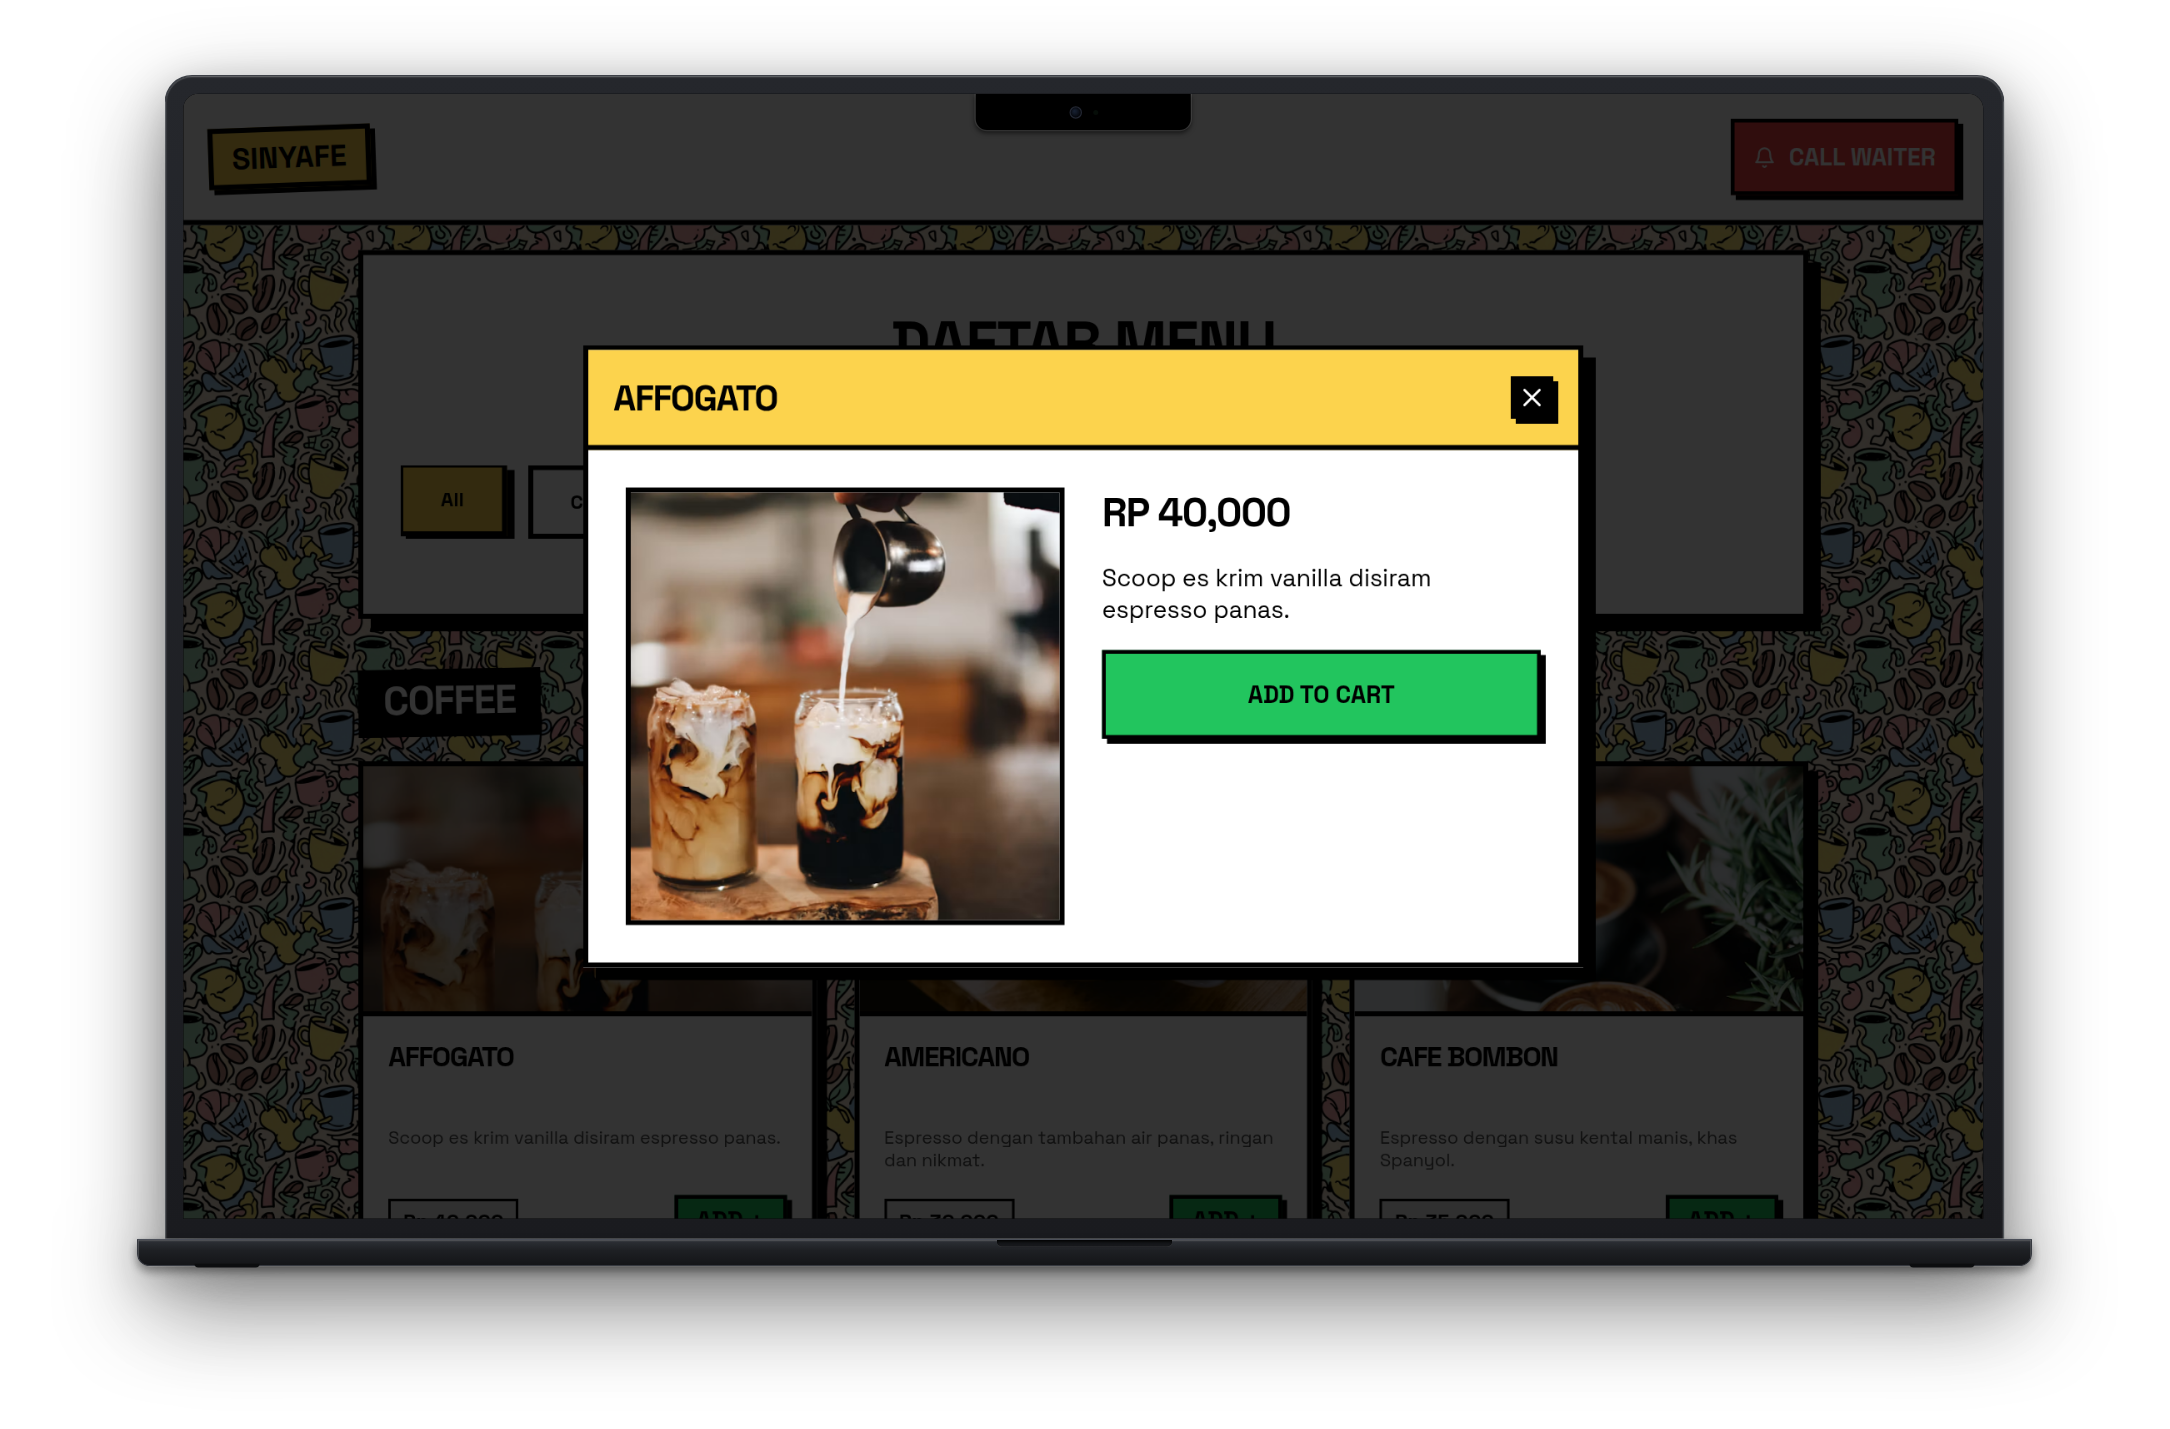 SINYAFE
CALL WAITER
DAFTAR MENU
AFFOGATO
All
RP 40,000
Scoop es krim vanilla disiram
espresso panas.
ADD TO CART
COFFEE
AFFOGATO
AMERICANO
CAFE BOMBON
Scoop es krim vanilla disiram espresso panas.
Espresso dengan tambahan air panas, ringan
dan nikmat.
Espresso dengan susu kental manis, khas
Spanyol.